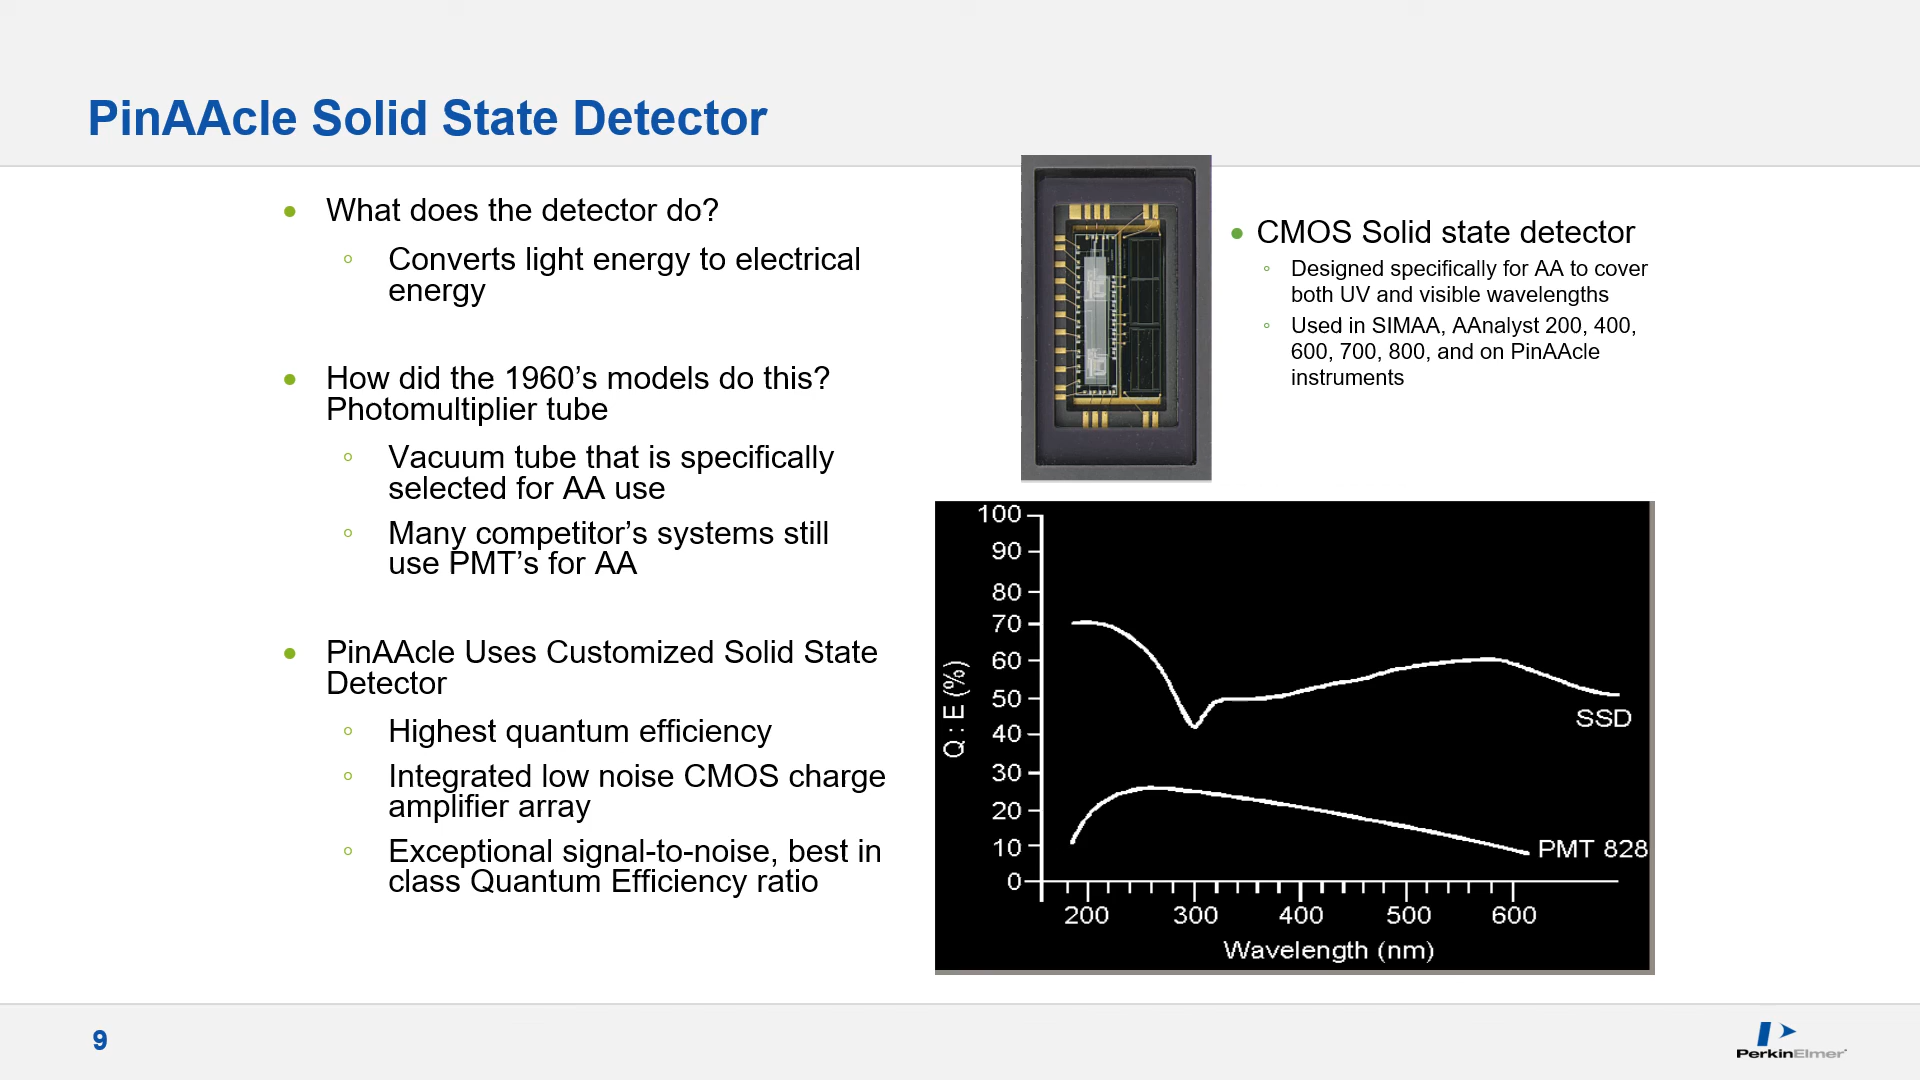 PinAAcle Solid State Detector
What does the detector do?
Converts light energy to electrical
energy
How did the 1960’s models do this?
Photomultiplier tube
Vacuum tube that is specifically
selected for AA use
Many competitor’s systems still
use PMT’s for AA
PinAAcle Uses Customized Solid State
Detector
Highest quantum efficiency
Integrated low noise CMOS charge
amplifier array
Exceptional signal-to-noise, best in
class Quantum Efficiency ratio
CMOS Solid state detector
Designed specifically for AA to cover
both UV and visible wavelengths
Used in SIMAA, AAnalyst 200, 400,
600, 700, 800, and on PinAAcle
instruments
100
90
80
70
60
50
40
30
20
10
0
Q : E (%)
SSD
PMT 828
200 300 400 500 600
Wavelength (nm)
9
PerkinElmer